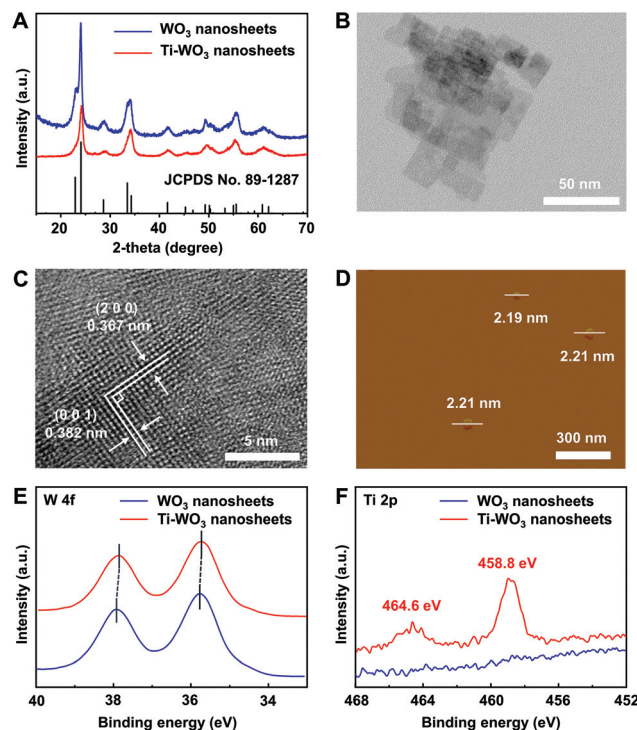 A
WO3 nanosheets
Ti-WO3 nanosheets
Intensity (a.u.)
JCPDS No. 89-1287
20 30 40 50 60 70
2-theta (degree)
B
50 nm
C
(2 0 0)
0.367 nm
(0 0 1)
0.382 nm
5 nm
D
2.19 nm
2.21 nm
2.21 nm
300 nm
E
W 4f
WO3 nanosheets
Ti-WO3 nanosheets
Intensity (a.u.)
40 38 36 34
Binding energy (eV)
F
Ti 2p
WO3 nanosheets
Ti-WO3 nanosheets
458.8 eV
464.6 eV
Intensity (a.u.)
468 464 460 456 452
Binding energy (eV)